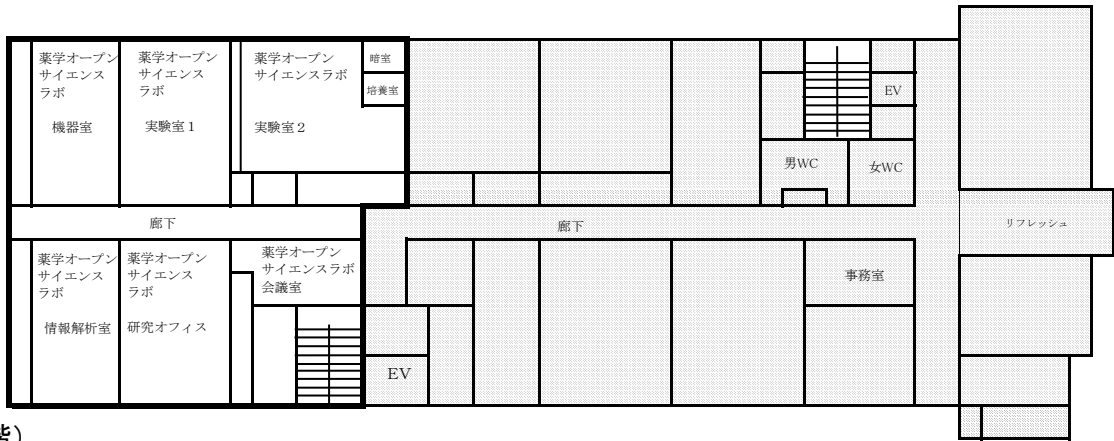 薬学オープン
サイエンス
ラボ
機器室
薬学オープン
サイエンス
ラボ
実験室1
薬学オープン
サイエンスラボ
実験室2
暗室
培養室
EV
男WC
女WC
廊下
廊下
リフレッシュ
薬学オープン
サイエンス
ラボ
情報解析室
薬学オープン
サイエンス
ラボ
研究オフィス
薬学オープン
サイエンスラボ
会議室
事務室
EV
階)